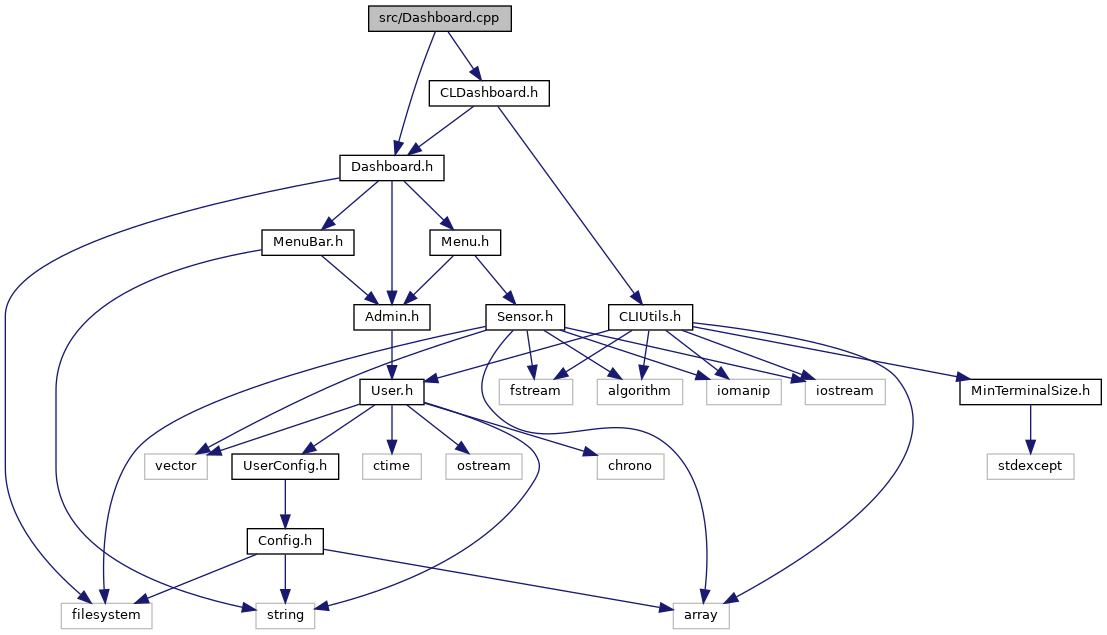 src/Dashboard.cpp
CLDashboard.h
Dashboard.h
MenuBar.h
Menu.h
Admin.h
Sensor.h
CLIUtils.h
User.h
fstream
algorithm
iomanip
iostream
MinTerminalSize.h
vector
UserConfig.h
ctime
ostream
chrono
stdexcept
Config.h
filesystem
string
array